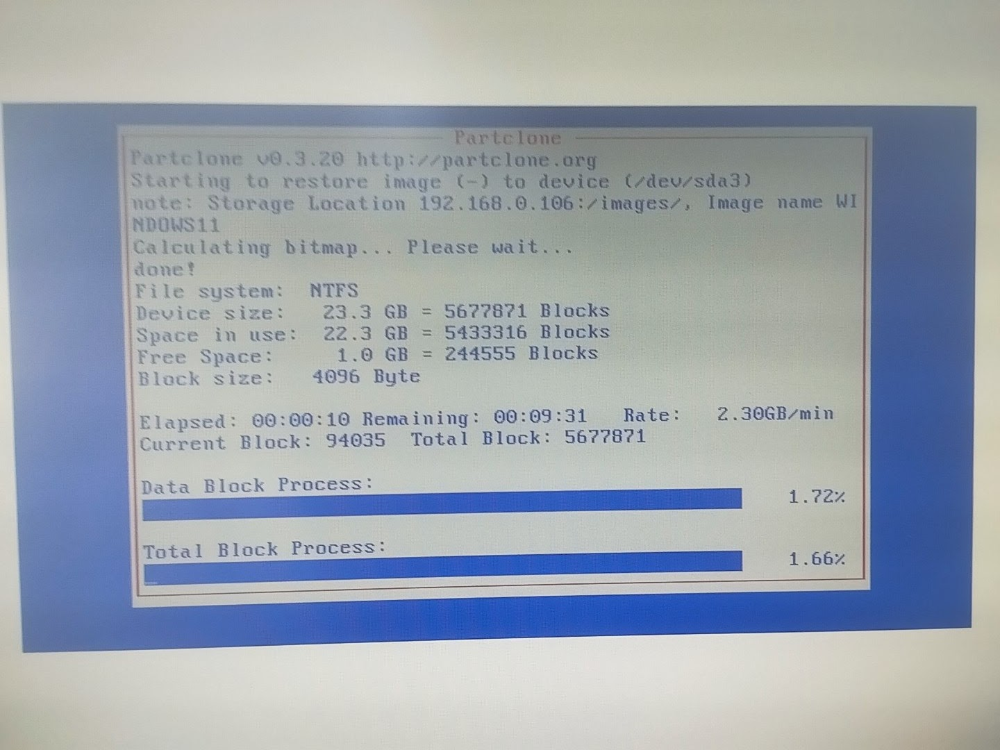 Partclone
Partclone v0.3.20 http://partclone.org
Starting to restore image (-) to device (/dev/sda3)
note: Storage Location 192.168.0.106:/images/, Image name WI
NDOWS11
Calculating bitmap... Please wait...
done!
File system: NTFS
Device size: 23.3 GB = 5677871 Blocks
Space in use: 22.3 GB = 5433316 Blocks
Free Space: 1.0 GB = 244555 Blocks
Block size: 4096 Byte
Elapsed: 00:00:10 Remaining: 00:09:31 Rate: 2.30GB/min
Current Block: 94035 Total Block: 5677871
Data Block Process:
1.72%
Total Block Process:
1.66%